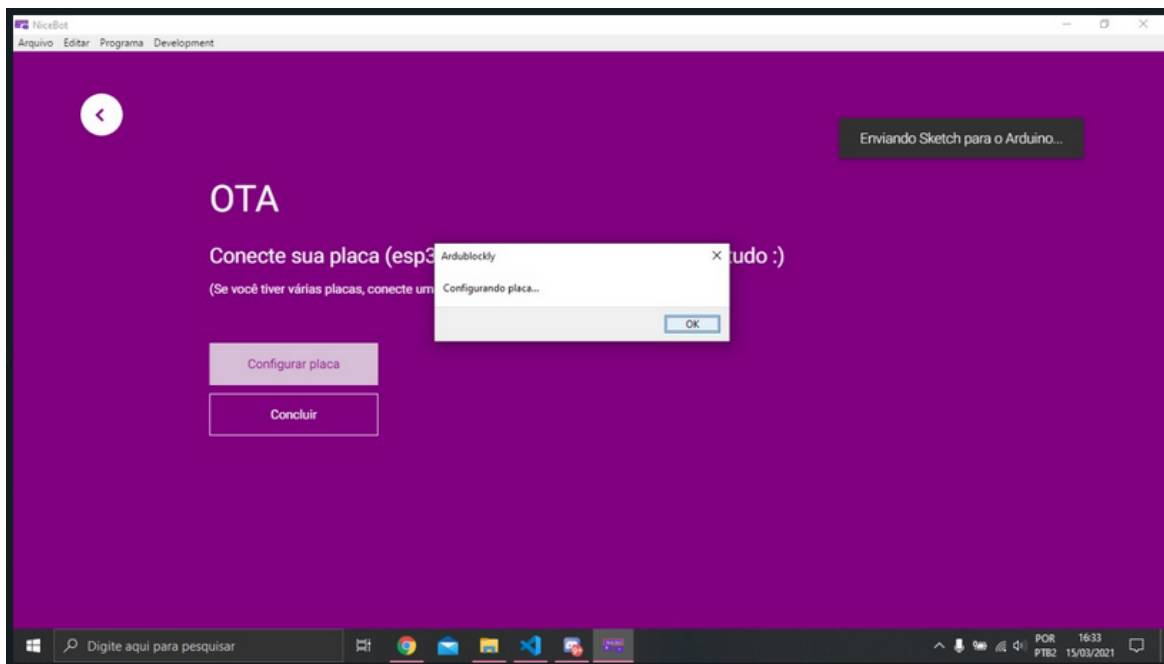 NiceBot
Arquivo Editar Programa Development
Enviando Sketch para o Arduino...
OTA
Conecte sua placa (esp3
udo :)
(Se você tiver várias placas, conecte um
Ardublockly
Configurando placa...
OK
Configurar placa
Concluir
Digite aqui para pesquisar
POR 16:33
PTB2 15/03/2021